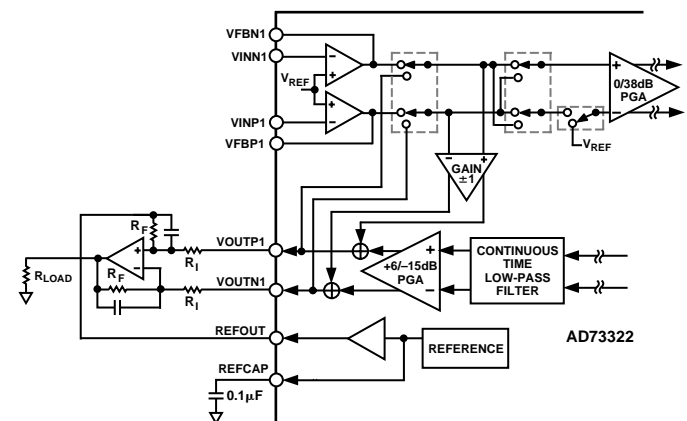 VFBN1
VINN1
VREF
VINP1
VFBP1
0/38dB
PGA
VREF
GAIN
±1
RF
VOUTP1
RI
RLOAD
RF
VOUTN1
RI
+6/–15dB
PGA
CONTINUOUS
TIME
LOW-PASS
FILTER
REFOUT
REFERENCE
AD73322
REFCAP
0.1μF